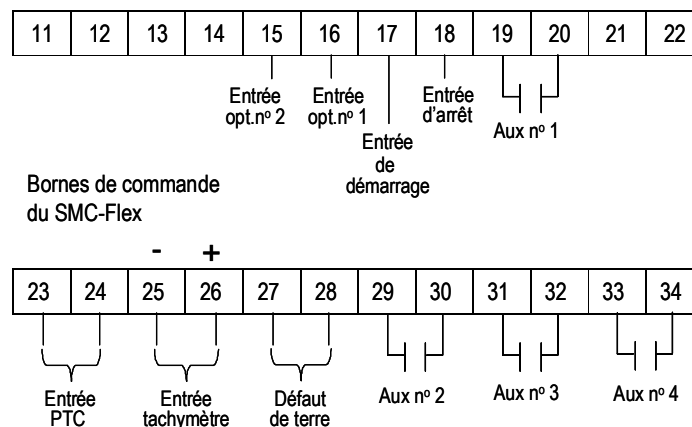 11 12 13 14 15 16 17 18 19 20 21 22
Entrée
opt.nº 2
Entrée
opt.nº 1
Entrée
de
démarrage
Entrée
d'arrêt
Aux nº 1
Bornes de commande
du SMC-Flex
- +
23 24 25 26 27 28 29 30 31 32 33 34
Entrée
PTC
Entrée
tachymètre
Défaut
de terre
Aux nº 2
Aux nº 3
Aux nº 4